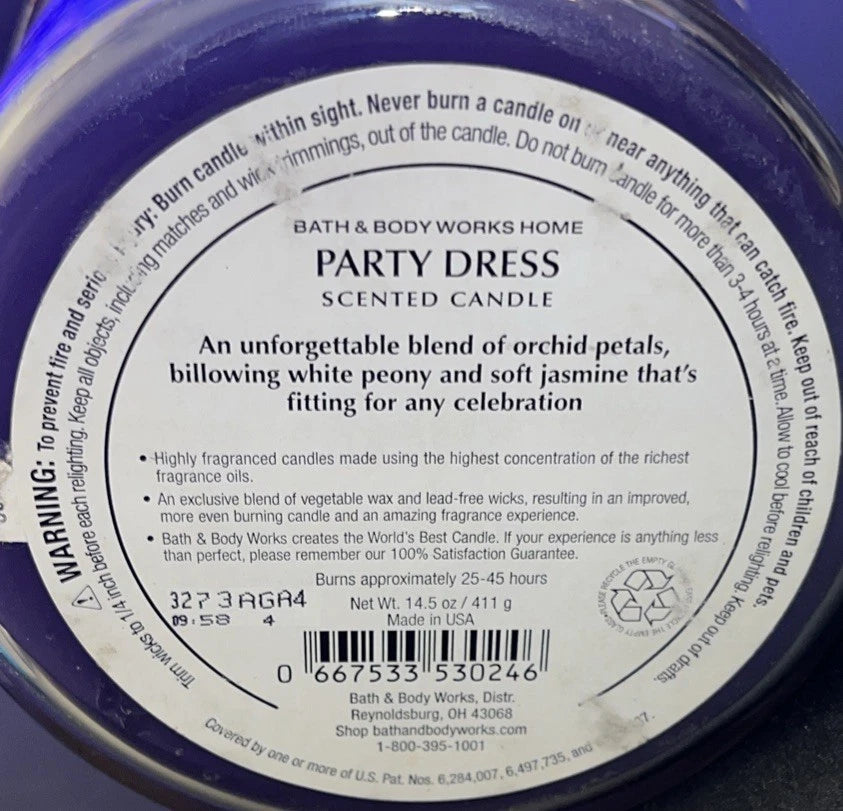 WARNING: To prevent fire and Burn candle within sight. Never burn a candle on near anything that can catch fire. Keep out of reach of children and pets.
Trim wicks to 1/4 inch before each relighting. Keep all objects, including matches and wick trimmings, out of the candle. Do not burn candle for more than 3-4 hours at a time. Allow to cool before relighting. Keep out of drafts.
BATH & BODY WORKS HOME
PARTY DRESS
SCENTED CANDLE
An unforgettable blend of orchid petals,
billowing white peony and soft jasmine that's
fitting for any celebration
• Highly fragranced candles made using the highest concentration of the richest
fragrance oils.
• An exclusive blend of vegetable wax and lead-free wicks, resulting in an improved,
more even burning candle and an amazing fragrance experience.
• Bath & Body Works creates the World's Best Candle. If your experience is anything less
than perfect, please remember our 100% Satisfaction Guarantee.
Burns approximately 25-45 hours
3273AGA4
09:58 4
Net Wt. 14.5 oz / 411 g
Made in USA
PLEASE RECYCLE THE EMPTY
0 667533 530246
Bath & Body Works, Distr.
Reynoldsburg, OH 43068
Shop bathandbodyworks.com
1-800-395-1001
Covered by one or more of U.S. Pat. Nos. 6,284,007, 6,497,735, and